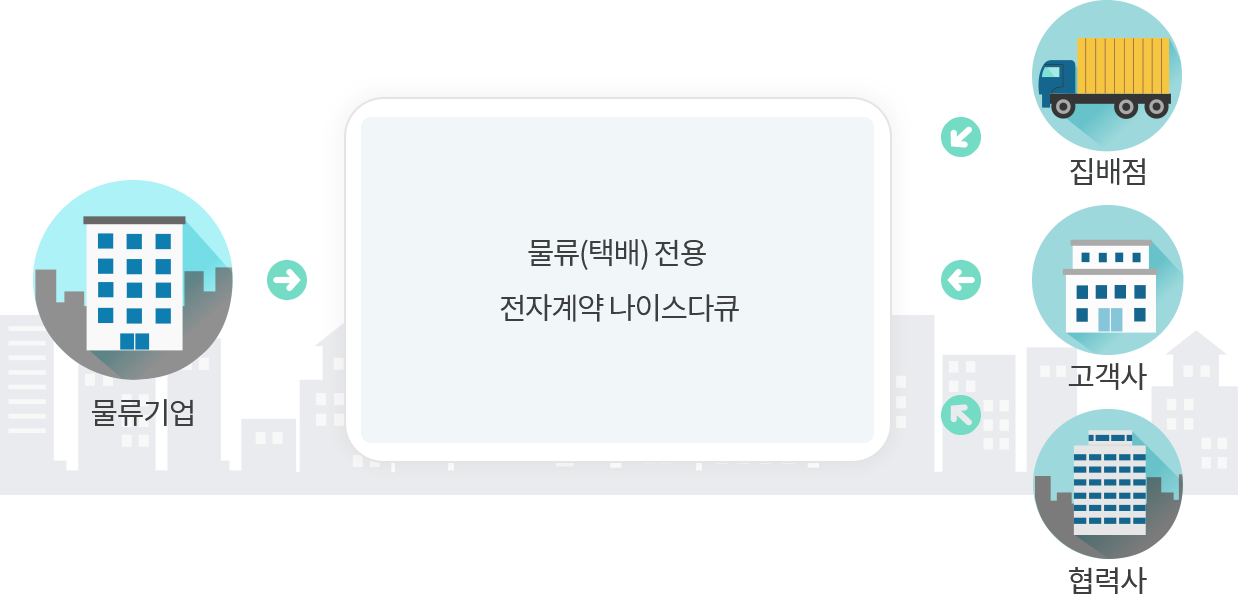 물류기업
물류(택배) 전용
전자계약 나이스다큐
집배점
고객사
협력사